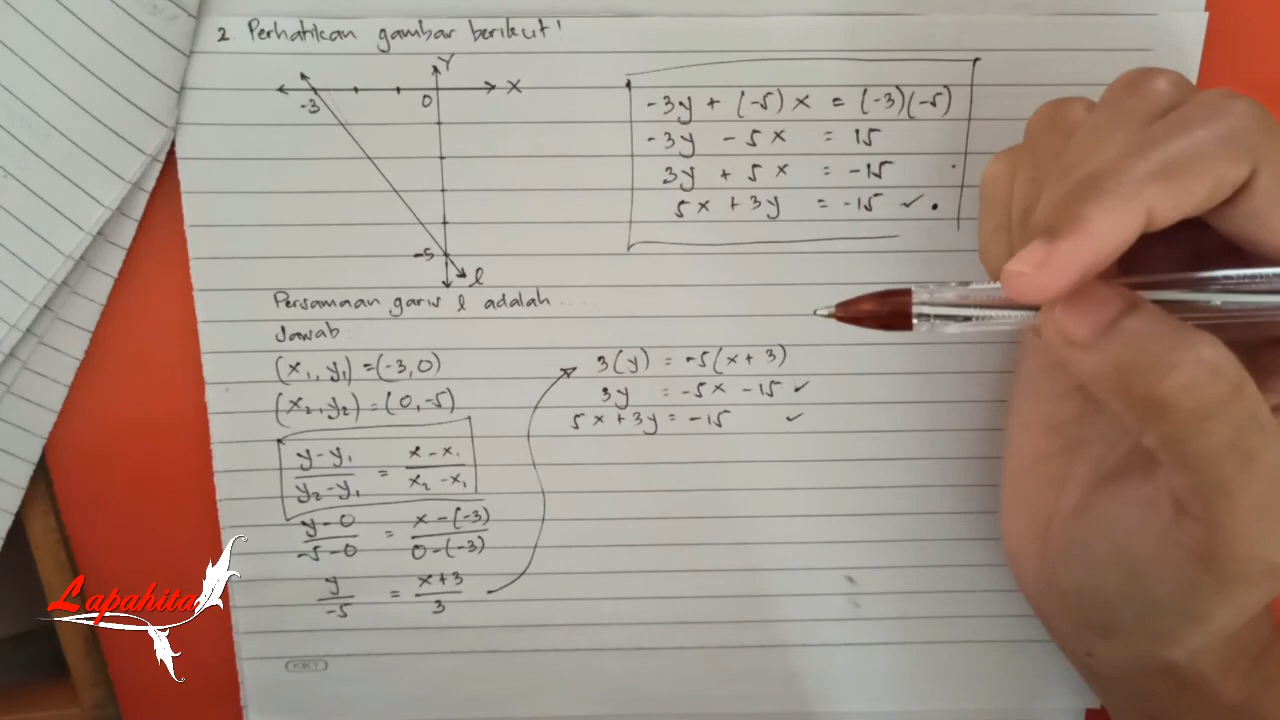 2 Perhatikan gambar berikut!
Y
X
-3
0
-5
l
-3y + (-5)x = (-3)(-5)
-3y - 5x = 15
3y + 5x = -15
5x + 3y = -15 ✓
Persamaan garis l adalah ...
Jawab
(x₁, y₁) = (-3, 0)
(x₂, y₂) = (0, -5)
y-y₁ / y₂-y₁ = x-x₁ / x₂-x₁
y-0 / -5-0 = x-(-3) / 0-(-3)
y / -5 = x+3 / 3
3(y) = -5(x+3)
3y = -5x - 15 ✓
5x + 3y = -15 ✓
Lapahita
KKY